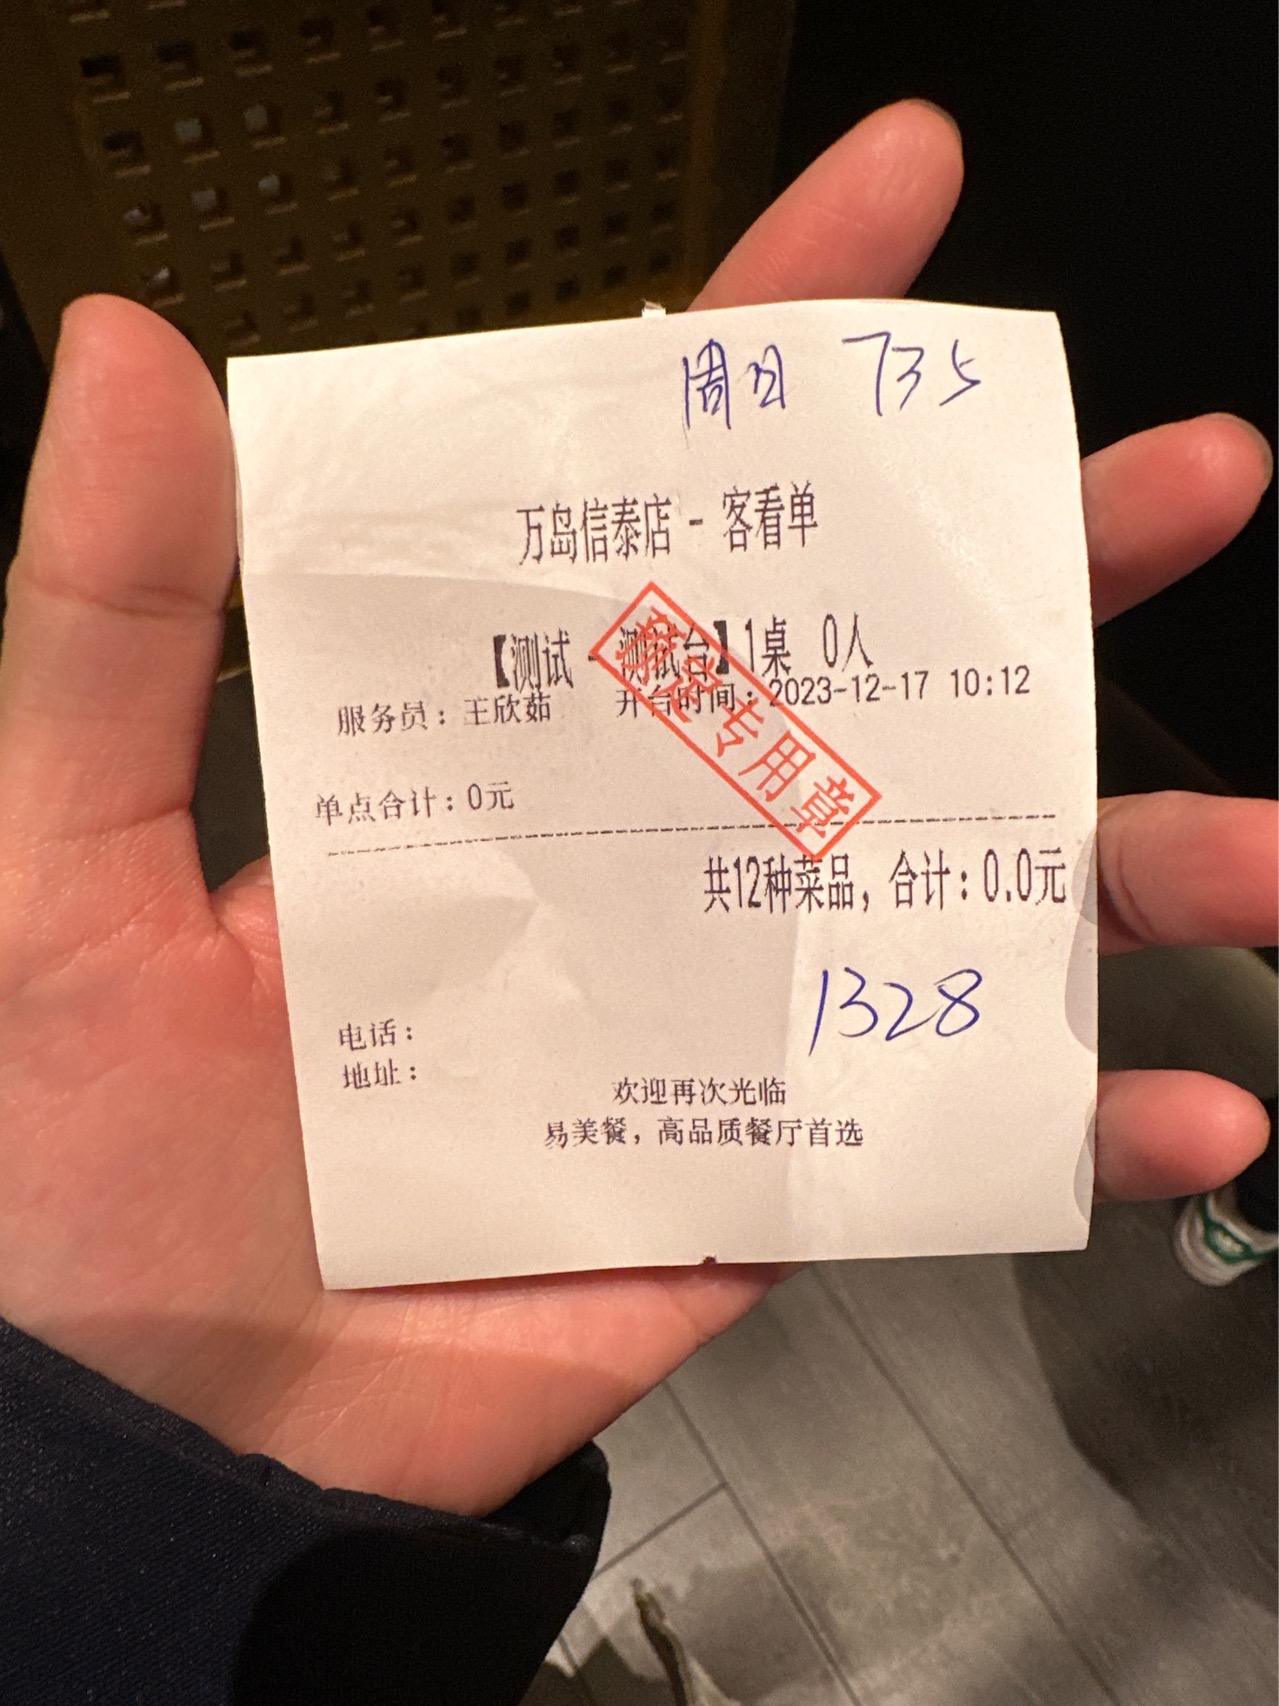 周日 735
万岛信泰店 - 客看单
【测试 - 测试台】1桌 0人
服务员：王欣茹 开台时间：2023-12-17 10:12
单点合计：0元
专用章
共12种菜品，合计：0.0元
1328
电话：
地址：
欢迎再次光临
易美餐，高品质餐厅首选